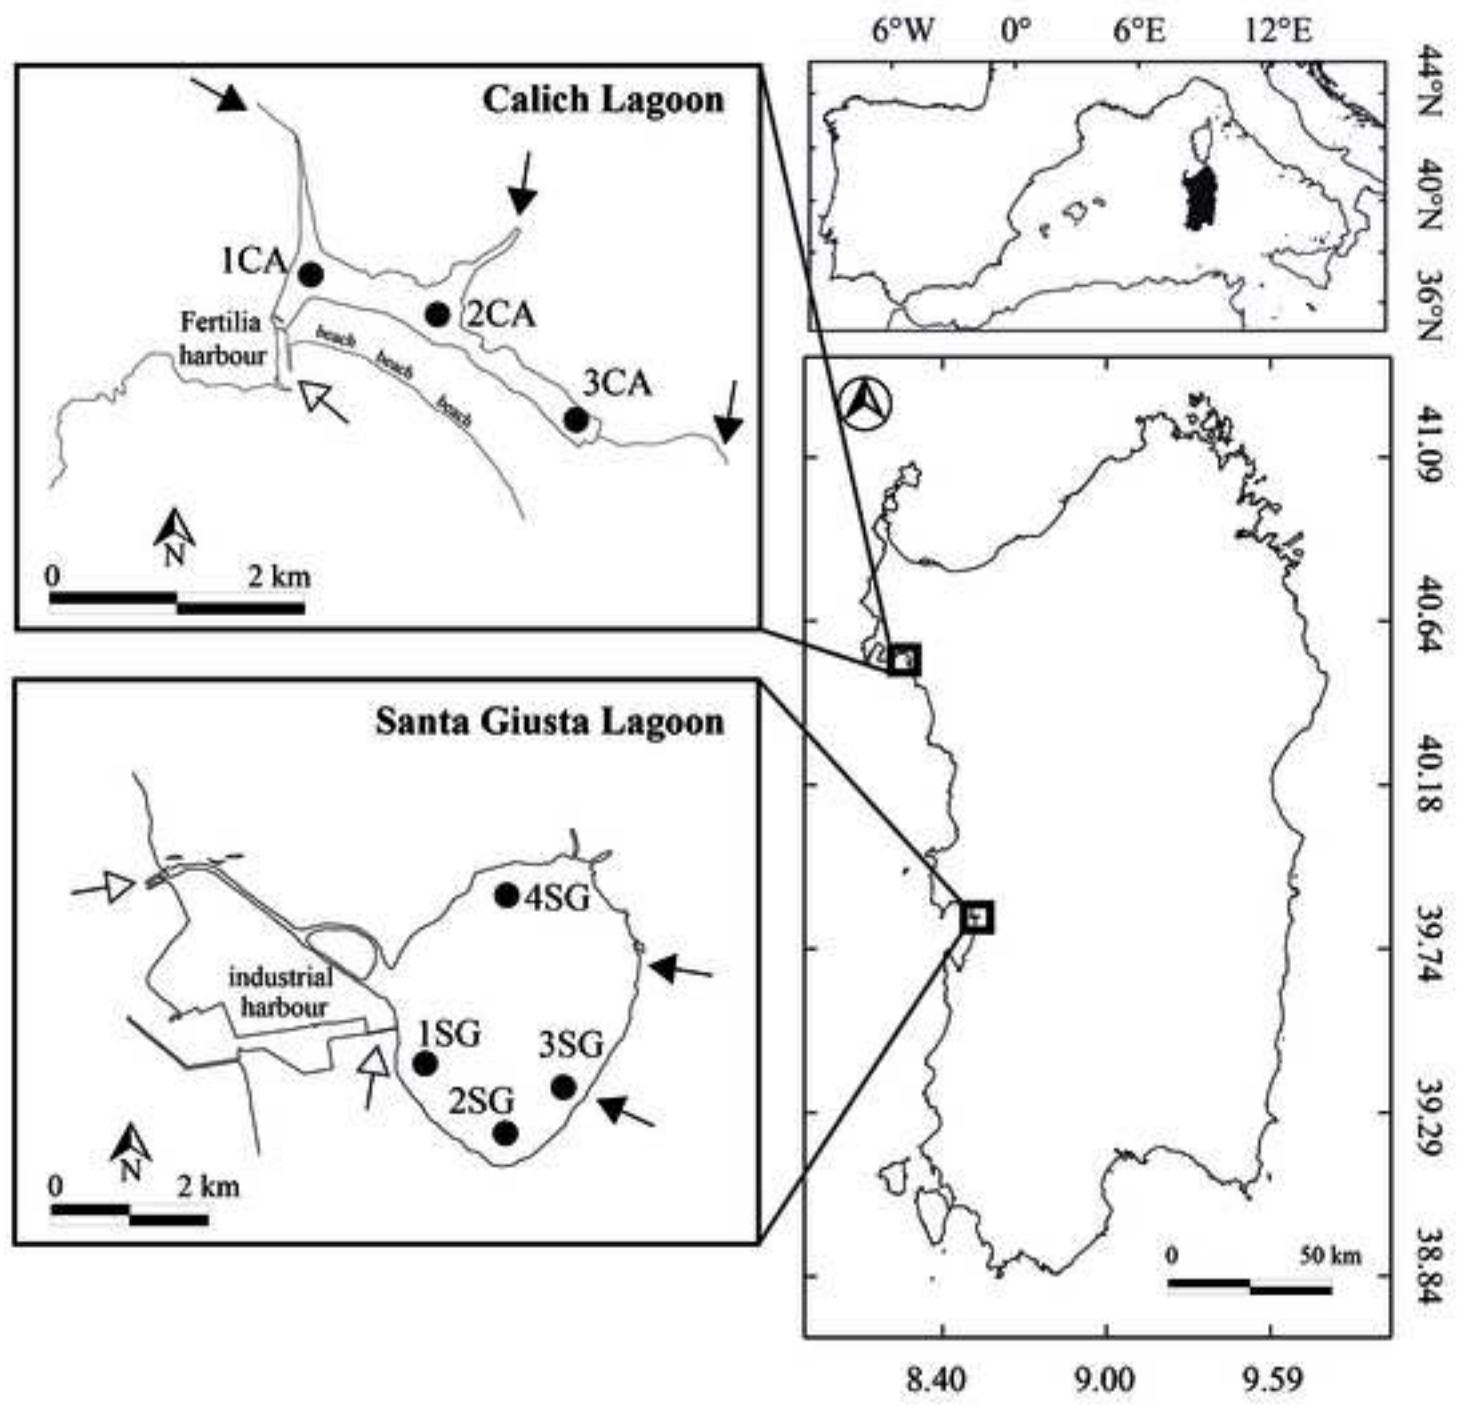 6°W 0° 6°E 12°E
44°N
40°N
36°N
Calich Lagoon
1CA
2CA
3CA
Fertilia
harbour
beach
beach
beach
N
0 2 km
Santa Giusta Lagoon
4SG
industrial
harbour
1SG
3SG
2SG
N
0 2 km
41.09
40.64
40.18
39.74
39.29
38.84
0 50 km
8.40 9.00 9.59